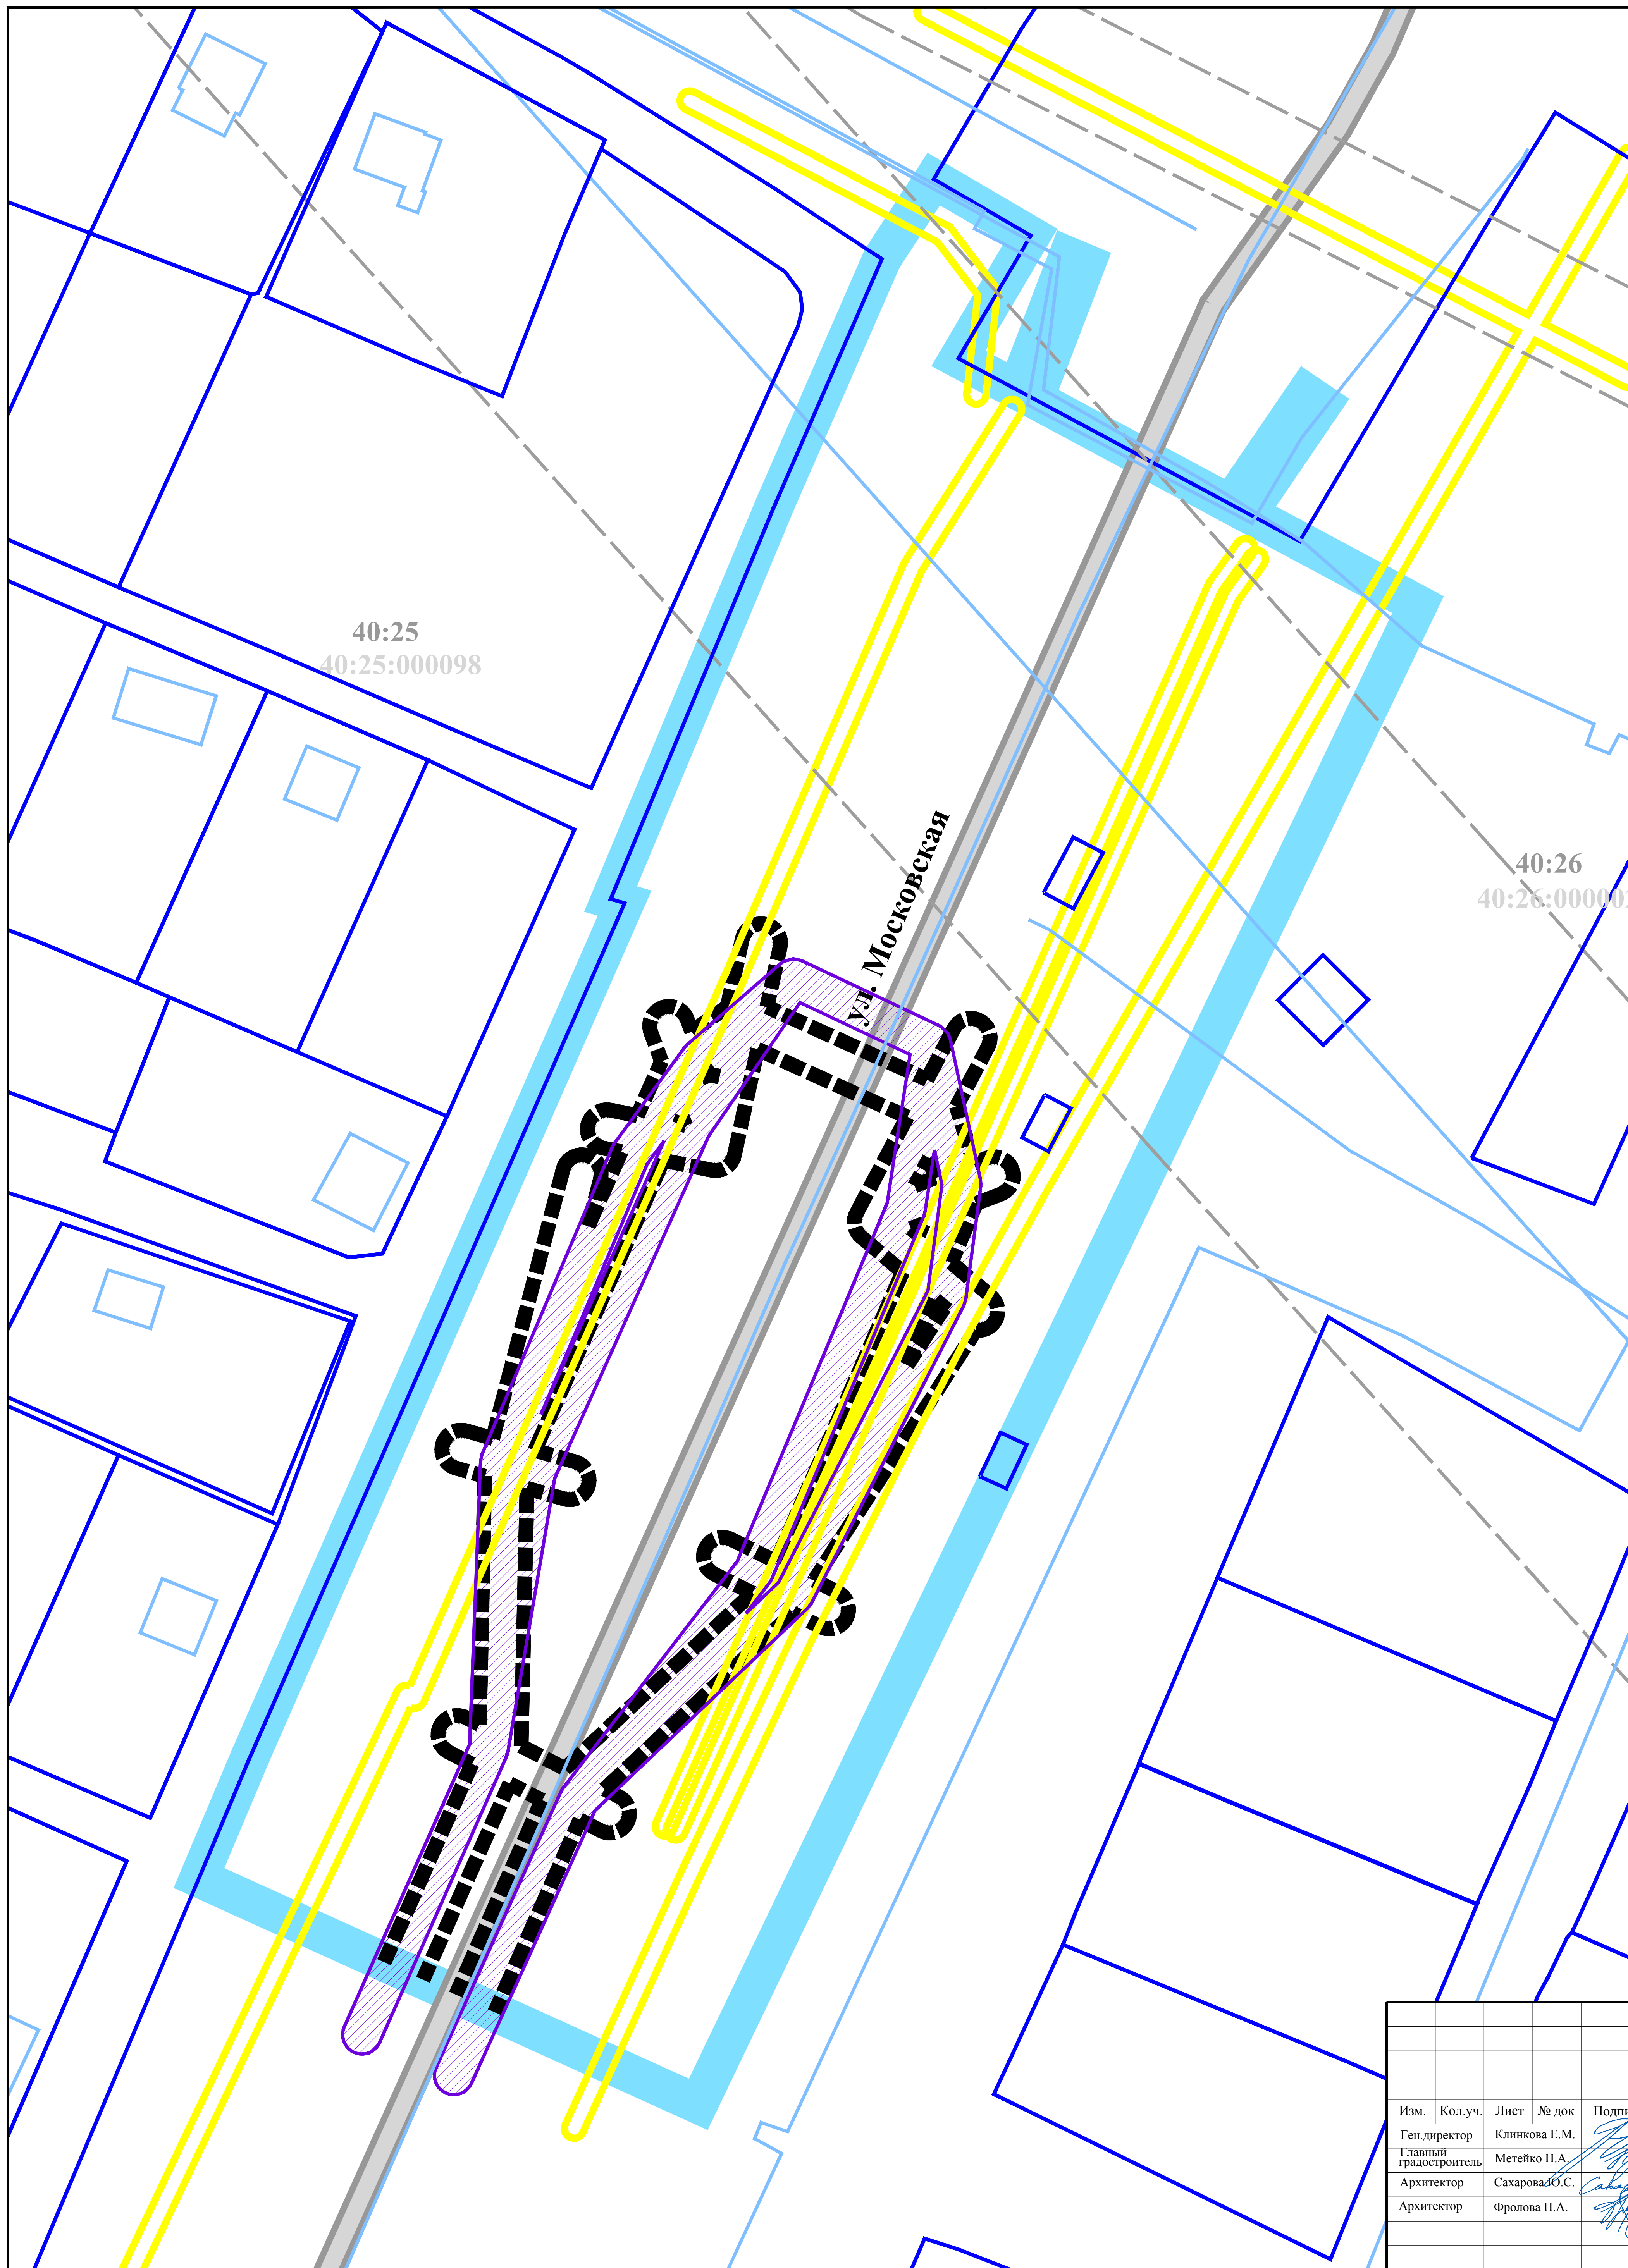 40:25
40:25:000098
ул. Московская
40:26
Изм. Кол.уч. Лист № док
Ген.директор Клинкова Е.М.
Главный
градостроитель Метейко Н.А.
Архитектор Сахарова Ю.С.
Архитектор Фролова П.А.